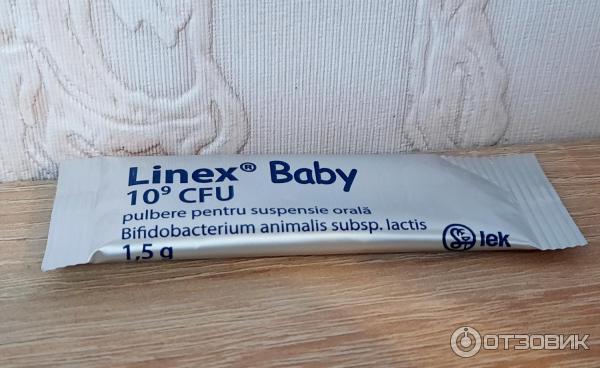 Linex® Baby
10⁹ CFU
pulbere pentru suspensie orală
Bifidobacterium animalis subsp. lactis
1,5 g
lek
ОТЗОВИК